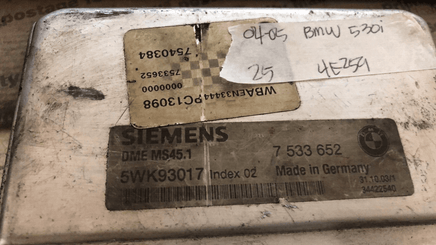 04-05 BMW 530i
25 4E254
7540384
7533652
0000000
WBAEN33444PC13098
SIEMENS
DME MS45.1
7 533 652
5WK93017 Index 02
Made in Germany